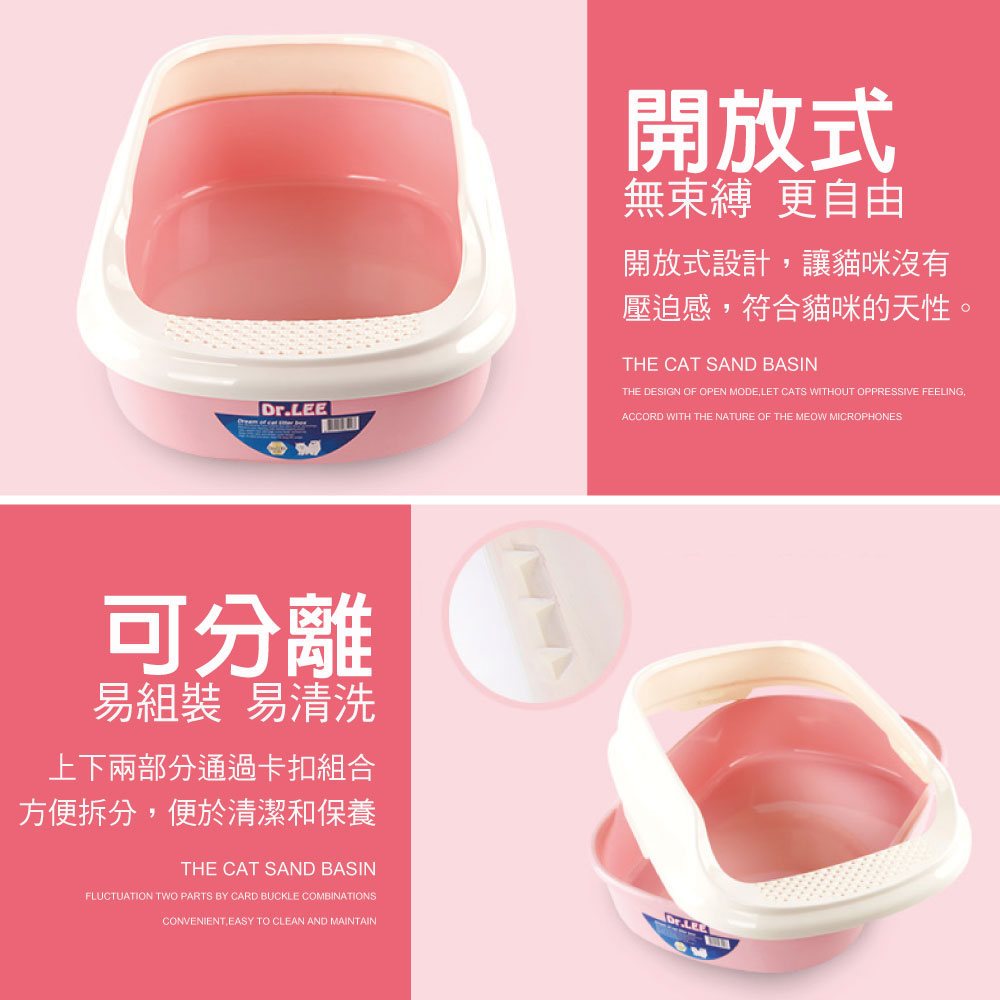 開放式
無束縛 更自由
開放式設計,讓貓咪沒有
壓迫感,符合貓咪的天性。
THE CAT SAND BASIN
THE DESIGN OF OPEN MODE,LET CATS WITHOUT OPPRESSIVE FEELING,
ACCORD WITH THE NATURE OF THE MEOW MICROPHONES
Dr.LEE
Dream of cat litter box
可分離
易組裝 易清洗
上下兩部分通過卡扣組合
方便拆分,便於清潔和保養
THE CAT SAND BASIN
FLUCTUATION TWO PARTS BY CARD BUCKLE COMBINATIONS
CONVENIENT,EASY TO CLEAN AND MAINTAIN
Dr.LEE